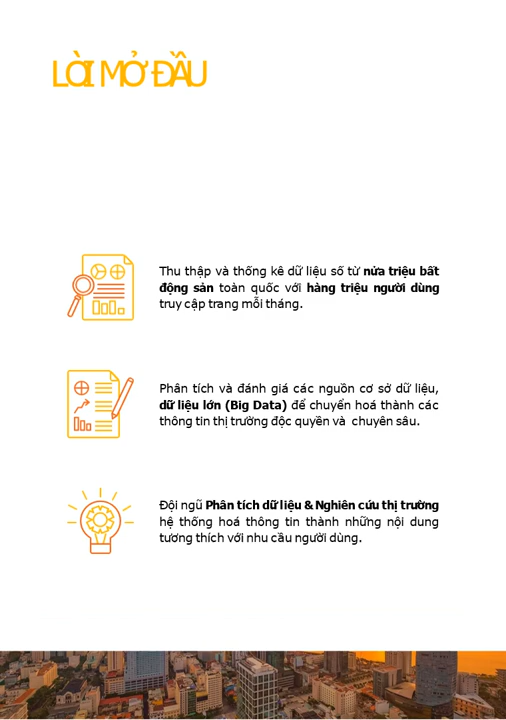 LỜI MỞ ĐẦU
Thu thập và thống kê dữ liệu số từ nửa triệu bất
động sản toàn quốc với hàng triệu người dùng
truy cập trang mỗi tháng.
Phân tích và đánh giá các nguồn cơ sở dữ liệu,
dữ liệu lớn (Big Data) để chuyển hoá thành các
thông tin thị trường độc quyền và chuyên sâu.
Đội ngũ Phân tích dữ liệu & Nghiên cứu thị trường
hệ thống hoá thông tin thành những nội dung
tương thích với nhu cầu người dùng.